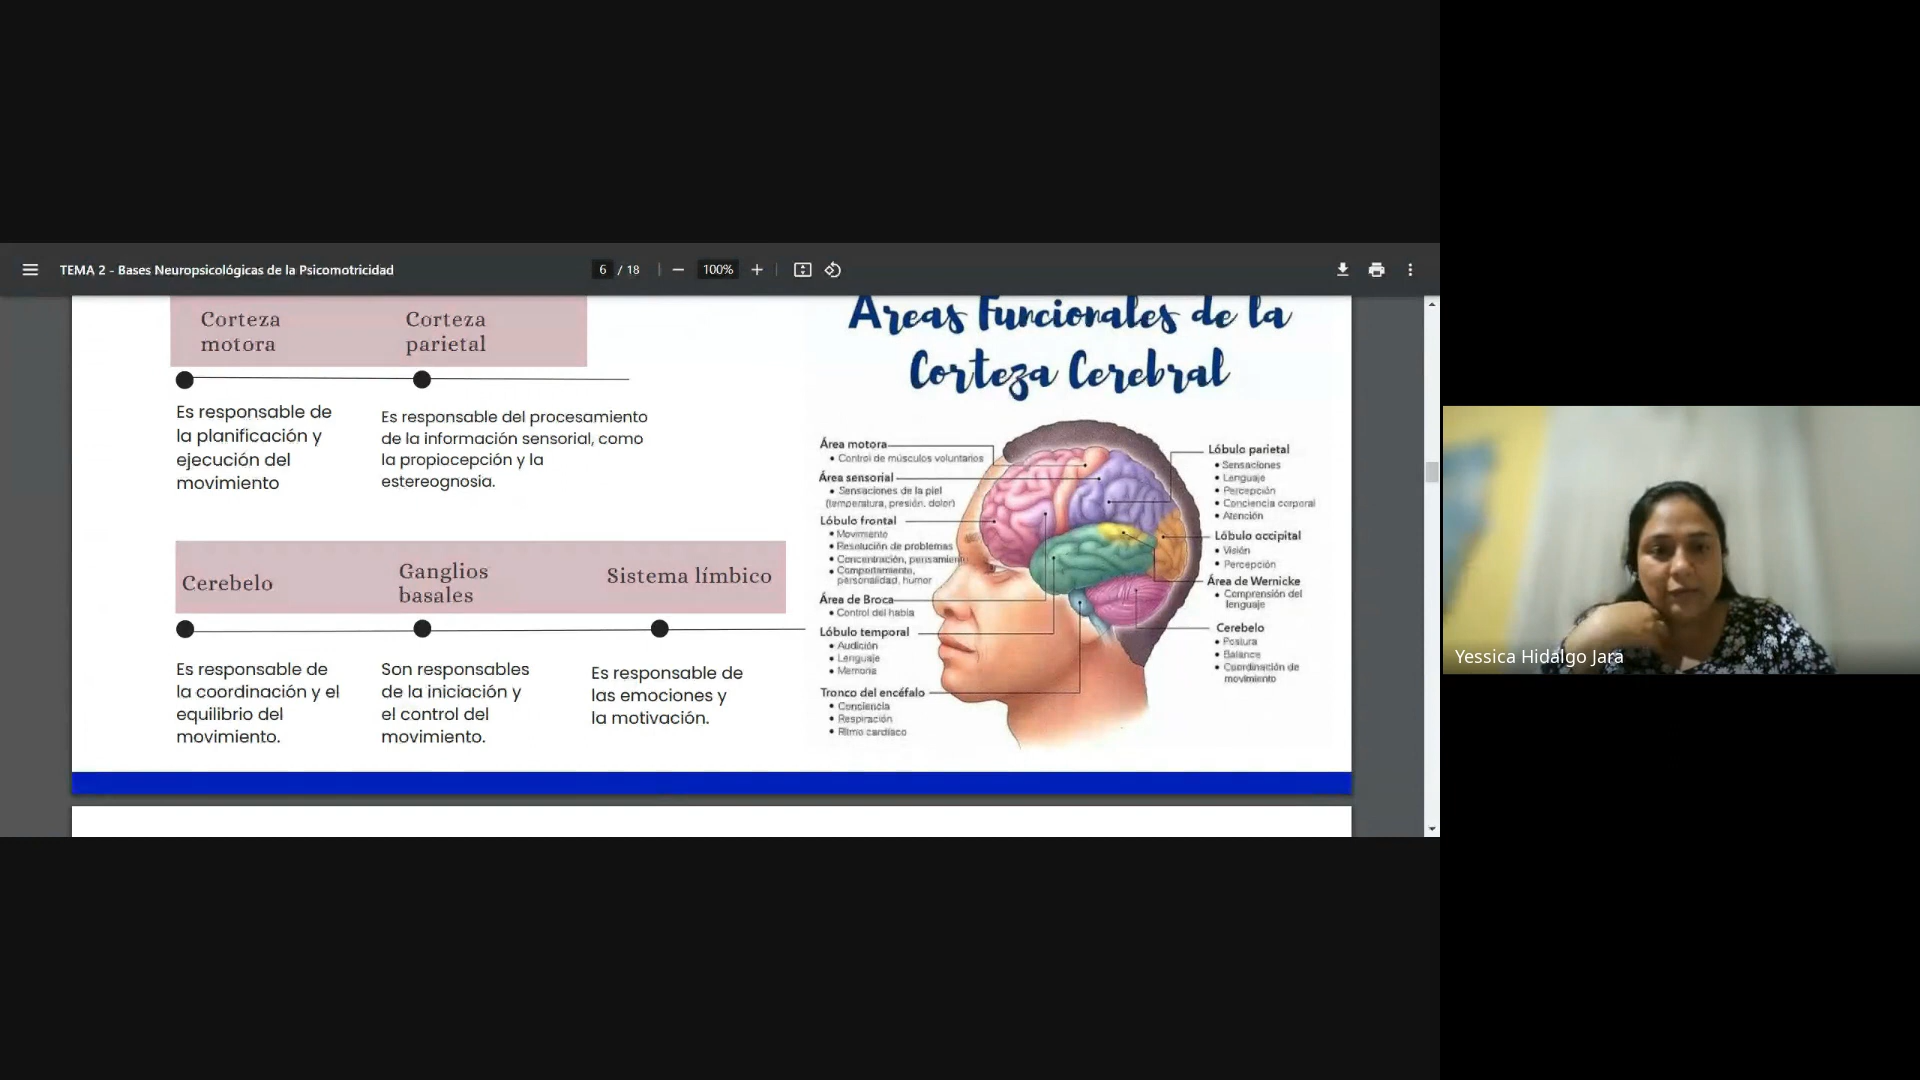 TEMA 2 - Bases Neuropsicológicas de la Psicomotricidad
6 / 18
100%
Corteza
motora
Corteza
parietal
Es responsable de
la planificación y
ejecución del
movimiento
Es responsable del procesamiento
de la información sensorial, como
la propiocepción y la
estereognosia.
Cerebelo
Ganglios
basales
Sistema límbico
Es responsable de
la coordinación y el
equilibrio del
movimiento.
Son responsables
de la iniciación y
el control del
movimiento.
Es responsable de
las emociones y
la motivación.
Areas Funcionales de la
Corteza Cerebral
Área motora
• Control de músculos voluntarios
Área sensorial
• Sensaciones de la piel
(temperatura, presión, dolor)
Lóbulo frontal
• Movimiento
• Resolución de problemas
• Concentración, pensamiento
• Comportamiento,
personalidad, humor
Área de Broca
• Control del habla
Lóbulo temporal
• Audición
• Lenguaje
• Memoria
Tronco del encéfalo
• Conciencia
• Respiración
• Ritmo cardíaco
Lóbulo parietal
• Sensaciones
• Lenguaje
• Percepción
• Conciencia corporal
• Atención
Lóbulo occipital
• Visión
• Percepción
Área de Wernicke
• Comprensión del
lenguaje
Cerebelo
• Postura
• Balance
• Coordinación de
movimiento
Yessica Hidalgo Jara